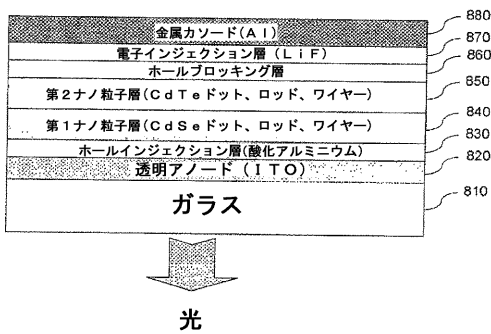 金属カソード(Al) 880
電子インジェクション層(LiF) 870
ホールブロッキング層 860
第2ナノ粒子層(CdTeドット、ロッド、ワイヤー) 850
第1ナノ粒子層(CdSeドット、ロッド、ワイヤー) 840
ホールインジェクション層(酸化アルミニウム) 830
透明アノード(ITO) 820
ガラス 810
光